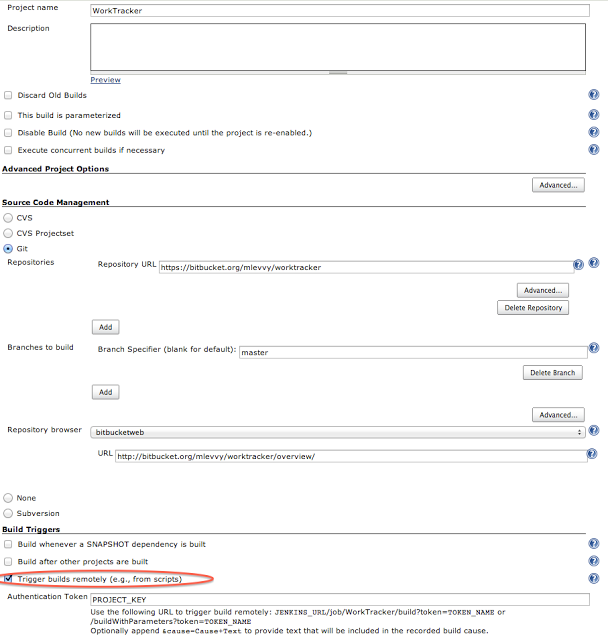 Project name WorkTracker
Description
Preview
Discard Old Builds
This build is parameterized
Disable Build (No new builds will be executed until the project is re-enabled.)
Execute concurrent builds if necessary
Advanced Project Options
Advanced...
Source Code Management
CVS
CVS Projectset
Git
Repositories Repository URL https://bitbucket.org/mlevvy/worktracker
Advanced...
Delete Repository
Add
Branches to build Branch Specifier (blank for default): master
Delete Branch
Add
Advanced...
Repository browser bitbucketweb
URL http://bitbucket.org/mlevvy/worktracker/overview/
None
Subversion
Build Triggers
Build whenever a SNAPSHOT dependency is built
Build after other projects are built
Trigger builds remotely (e.g., from scripts)
Authentication Token PROJECT_KEY
Use the following URL to trigger build remotely: JENKINS_URL/job/WorkTracker/build?token=TOKEN_NAME or
/buildWithParameters?token=TOKEN_NAME
Optionally append &cause=Cause+Text to provide text that will be included in the recorded build cause.